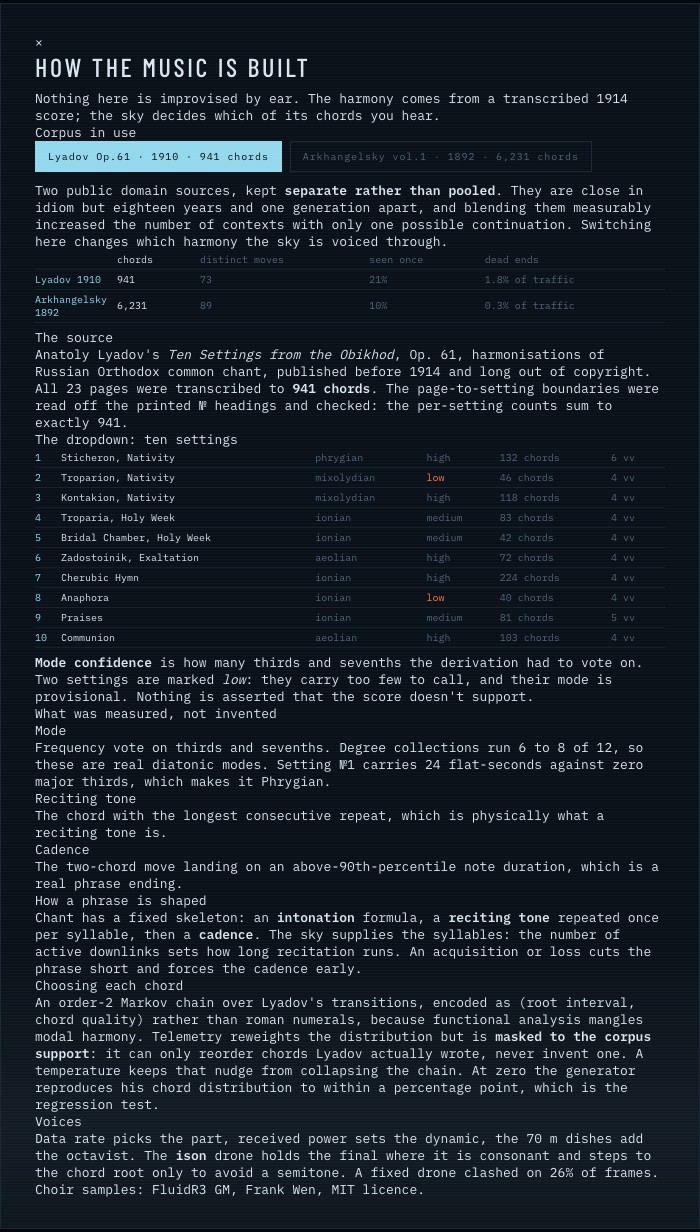 ×
HOW THE MUSIC IS BUILT
Nothing here is improvised by ear. The harmony comes from a transcribed 1914
score; the sky decides which of its chords you hear.
Corpus in use
Lyadov Op.61 · 1910 · 941 chords   Arkhangelsky vol.1 · 1892 · 6,231 chords
Two public domain sources, kept separate rather than pooled. They are close in
idiom but eighteen years and one generation apart, and blending them measurably
increased the number of contexts with only one possible continuation. Switching
here changes which harmony the sky is voiced through.
chords   distinct moves   seen once   dead ends
Lyadov 1910   941   73   21%   1.8% of traffic
Arkhangelsky 1892   6,231   89   10%   0.3% of traffic
The source
Anatoly Lyadov's Ten Settings from the Obikhod, Op. 61, harmonisations of
Russian Orthodox common chant, published before 1914 and long out of copyright.
All 23 pages were transcribed to 941 chords. The page-to-setting boundaries were
read off the printed № headings and checked: the per-setting counts sum to
exactly 941.
The dropdown: ten settings
1   Sticheron, Nativity   phrygian   high   132 chords   6 vv
2   Troparion, Nativity   mixolydian   low   46 chords   4 vv
3   Kontakion, Nativity   mixolydian   high   118 chords   4 vv
4   Troparia, Holy Week   ionian   medium   83 chords   4 vv
5   Bridal Chamber, Holy Week   ionian   medium   42 chords   4 vv
6   Zadostoinik, Exaltation   aeolian   high   72 chords   4 vv
7   Cherubic Hymn   ionian   high   224 chords   4 vv
8   Anaphora   ionian   low   40 chords   4 vv
9   Praises   ionian   medium   81 chords   5 vv
10   Communion   aeolian   high   103 chords   4 vv
Mode confidence is how many thirds and sevenths the derivation had to vote on.
Two settings are marked low: they carry too few to call, and their mode is
provisional. Nothing is asserted that the score doesn't support.
What was measured, not invented
Mode
Frequency vote on thirds and sevenths. Degree collections run 6 to 8 of 12, so
these are real diatonic modes. Setting №1 carries 24 flat-seconds against zero
major thirds, which makes it Phrygian.
Reciting tone
The chord with the longest consecutive repeat, which is physically what a
reciting tone is.
Cadence
The two-chord move landing on an above-90th-percentile note duration, which is a
real phrase ending.
How a phrase is shaped
Chant has a fixed skeleton: an intonation formula, a reciting tone repeated once
per syllable, then a cadence. The sky supplies the syllables: the number of
active downlinks sets how long recitation runs. An acquisition or loss cuts the
phrase short and forces the cadence early.
Choosing each chord
An order-2 Markov chain over Lyadov's transitions, encoded as (root interval,
chord quality) rather than roman numerals, because functional analysis mangles
modal harmony. Telemetry reweights the distribution but is masked to the corpus
support: it can only reorder chords Lyadov actually wrote, never invent one. A
temperature keeps that nudge from collapsing the chain. At zero the generator
reproduces his chord distribution to within a percentage point, which is the
regression test.
Voices
Data rate picks the part, received power sets the dynamic, the 70 m dishes add
the octavist. The ison drone holds the final where it is consonant and steps to
the chord root only to avoid a semitone. A fixed drone clashed on 26% of frames.
Choir samples: FluidR3 GM, Frank Wen, MIT licence.